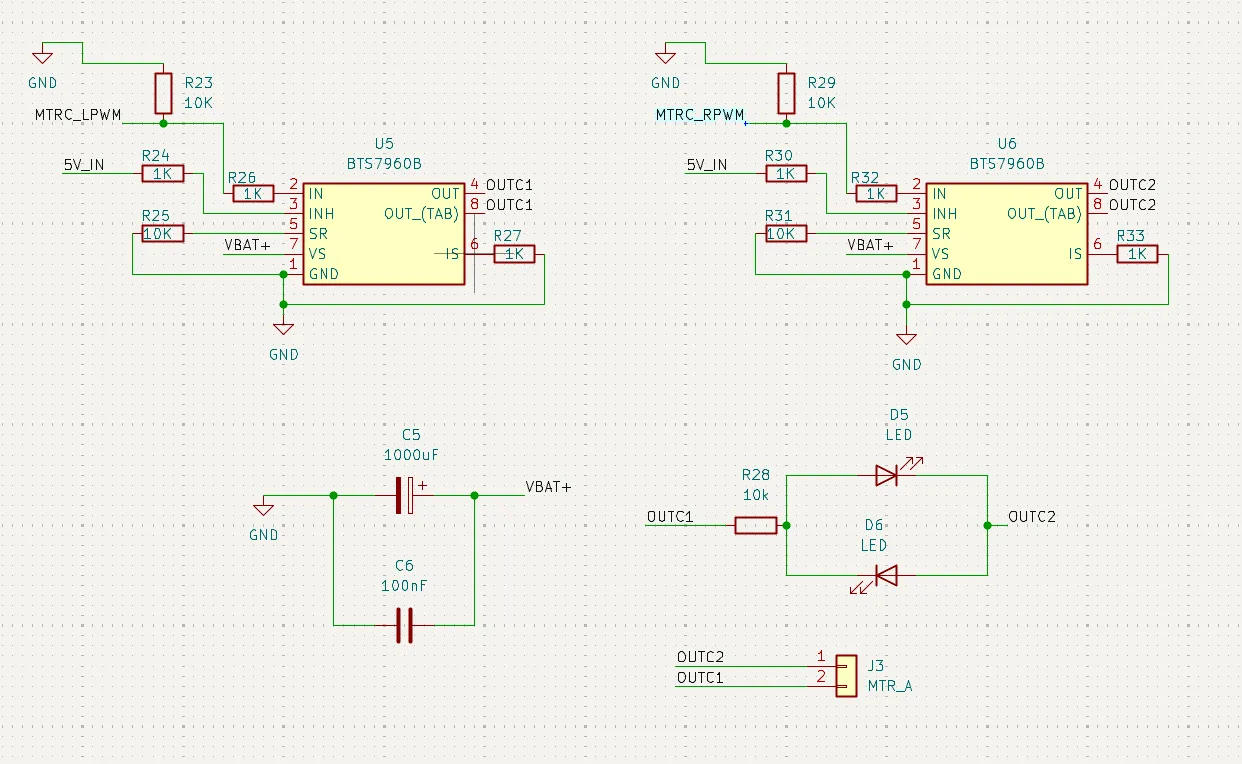 GND
R23
10K
MTRC_LPWM
5V_IN
R24
1K
R26
1K
R25
10K
VBAT+
U5
BTS7960B
2
IN
3
INH
5
SR
7
VS
1
GND
OUT
4
OUTC1
OUT_(TAB)
8
OUTC1
IS
6
R27
1K
GND
GND
R29
10K
MTRC_RPWM
5V_IN
R30
1K
R32
1K
R31
10K
VBAT+
U6
BTS7960B
2
IN
3
INH
5
SR
7
VS
1
GND
OUT
4
OUTC2
OUT_(TAB)
8
OUTC2
IS
6
R33
1K
GND
C5
1000uF
+
VBAT+
GND
C6
100nF
D5
LED
R28
10k
OUTC1
D6
LED
OUTC2
OUTC2
1
OUTC1
2
J3
MTR_A